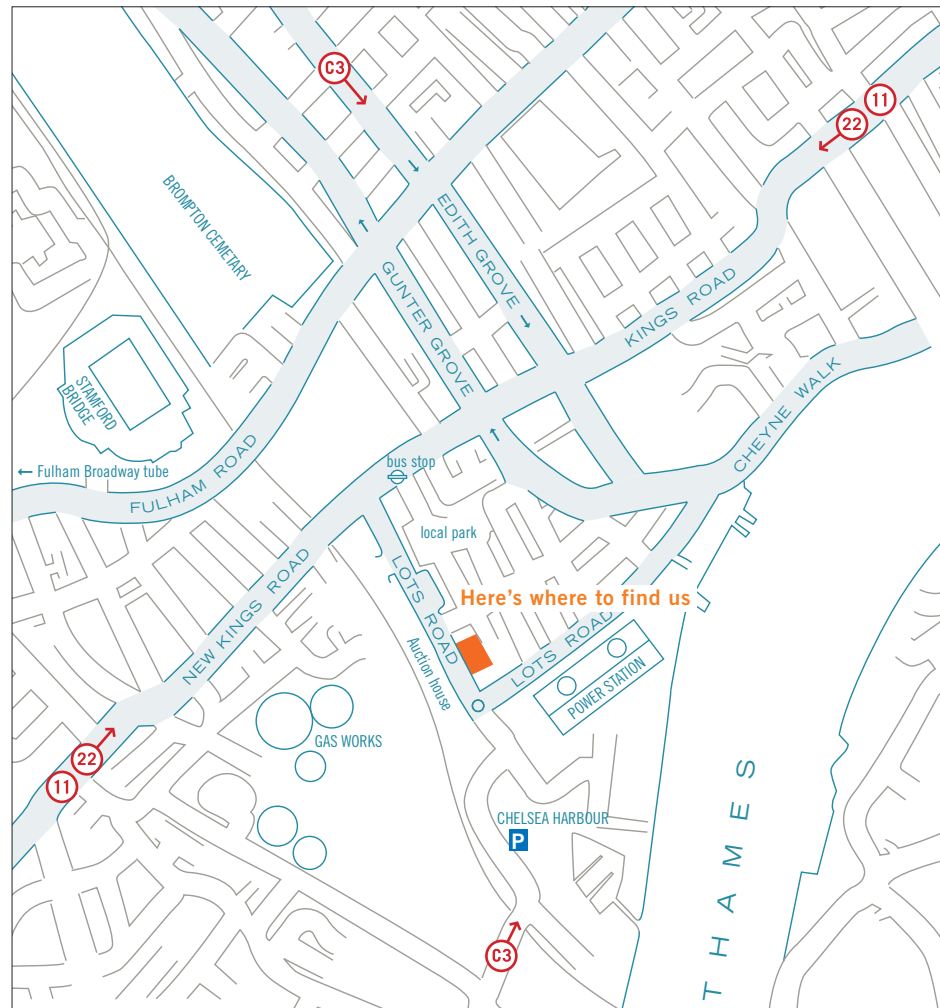 C3
11
22
BROMPTON CEMETARY
EDITH GROVE
GUNTER GROVE
KINGS ROAD
CHEYNE WALK
STAMFORD
BRIDGE
← Fulham Broadway tube
FULHAM ROAD
bus stop
local park
NEW KINGS ROAD
LOTS ROAD
Here's where to find us
Auction house
LOTS ROAD
POWER STATION
GAS WORKS
22
11
CHELSEA HARBOUR
P
C3
THAMES